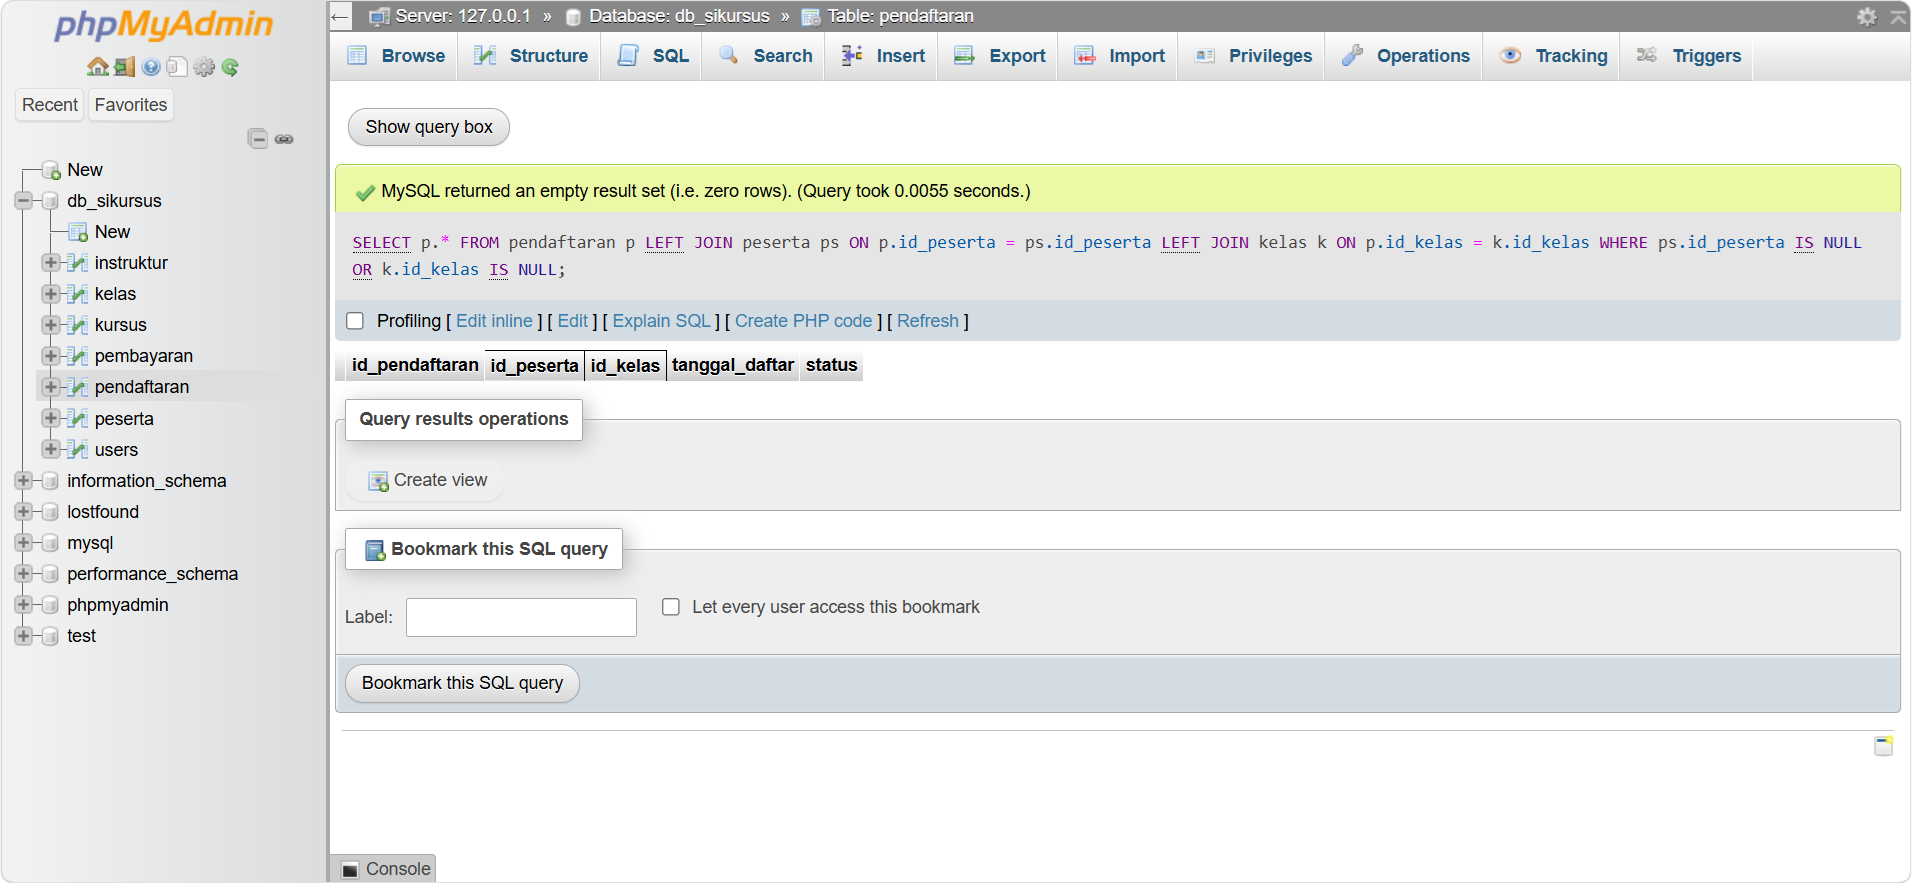 phpMyAdmin
Recent Favorites
New
db_sikursus
New
instruktur
kelas
kursus
pembayaran
pendaftaran
peserta
users
information_schema
lostfound
mysql
performance_schema
phpmyadmin
test
Server: 127.0.0.1 » Database: db_sikursus » Table: pendaftaran
Browse Structure SQL Search Insert Export Import Privileges Operations Tracking Triggers
Show query box
MySQL returned an empty result set (i.e. zero rows). (Query took 0.0055 seconds.)
SELECT p.* FROM pendaftaran p LEFT JOIN peserta ps ON p.id_peserta = ps.id_peserta LEFT JOIN kelas k ON p.id_kelas = k.id_kelas WHERE ps.id_peserta IS NULL
OR k.id_kelas IS NULL;
Profiling [ Edit inline ] [ Edit ] [ Explain SQL ] [ Create PHP code ] [ Refresh ]
id_pendaftaran id_peserta id_kelas tanggal_daftar status
Query results operations
Create view
Bookmark this SQL query
Label: Let every user access this bookmark
Bookmark this SQL query
Console